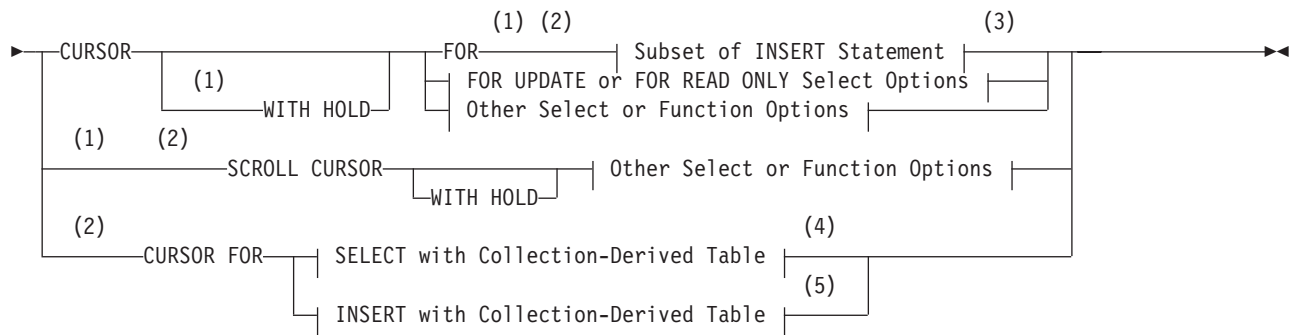 (1) (2) (3)
CURSOR FOR Subset of INSERT Statement
(1) FOR UPDATE or FOR READ ONLY Select Options
WITH HOLD Other Select or Function Options
(1) (2)
SCROLL CURSOR Other Select or Function Options
WITH HOLD
(2) (4)
CURSOR FOR SELECT with Collection-Derived Table
(5)
INSERT with Collection-Derived Table